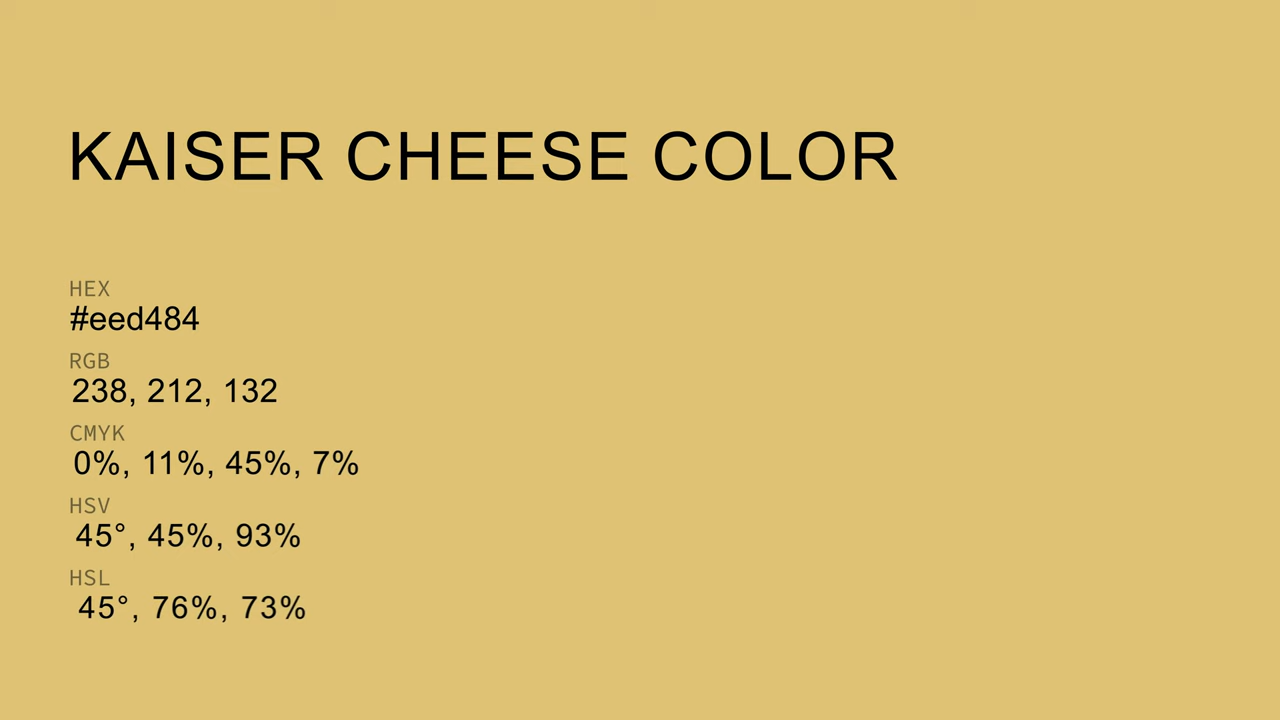 KAISER CHEESE COLOR
HEX
#eed484
RGB
238, 212, 132
CMYK
0%, 11%, 45%, 7%
HSV
45°, 45%, 93%
HSL
45°, 76%, 73%